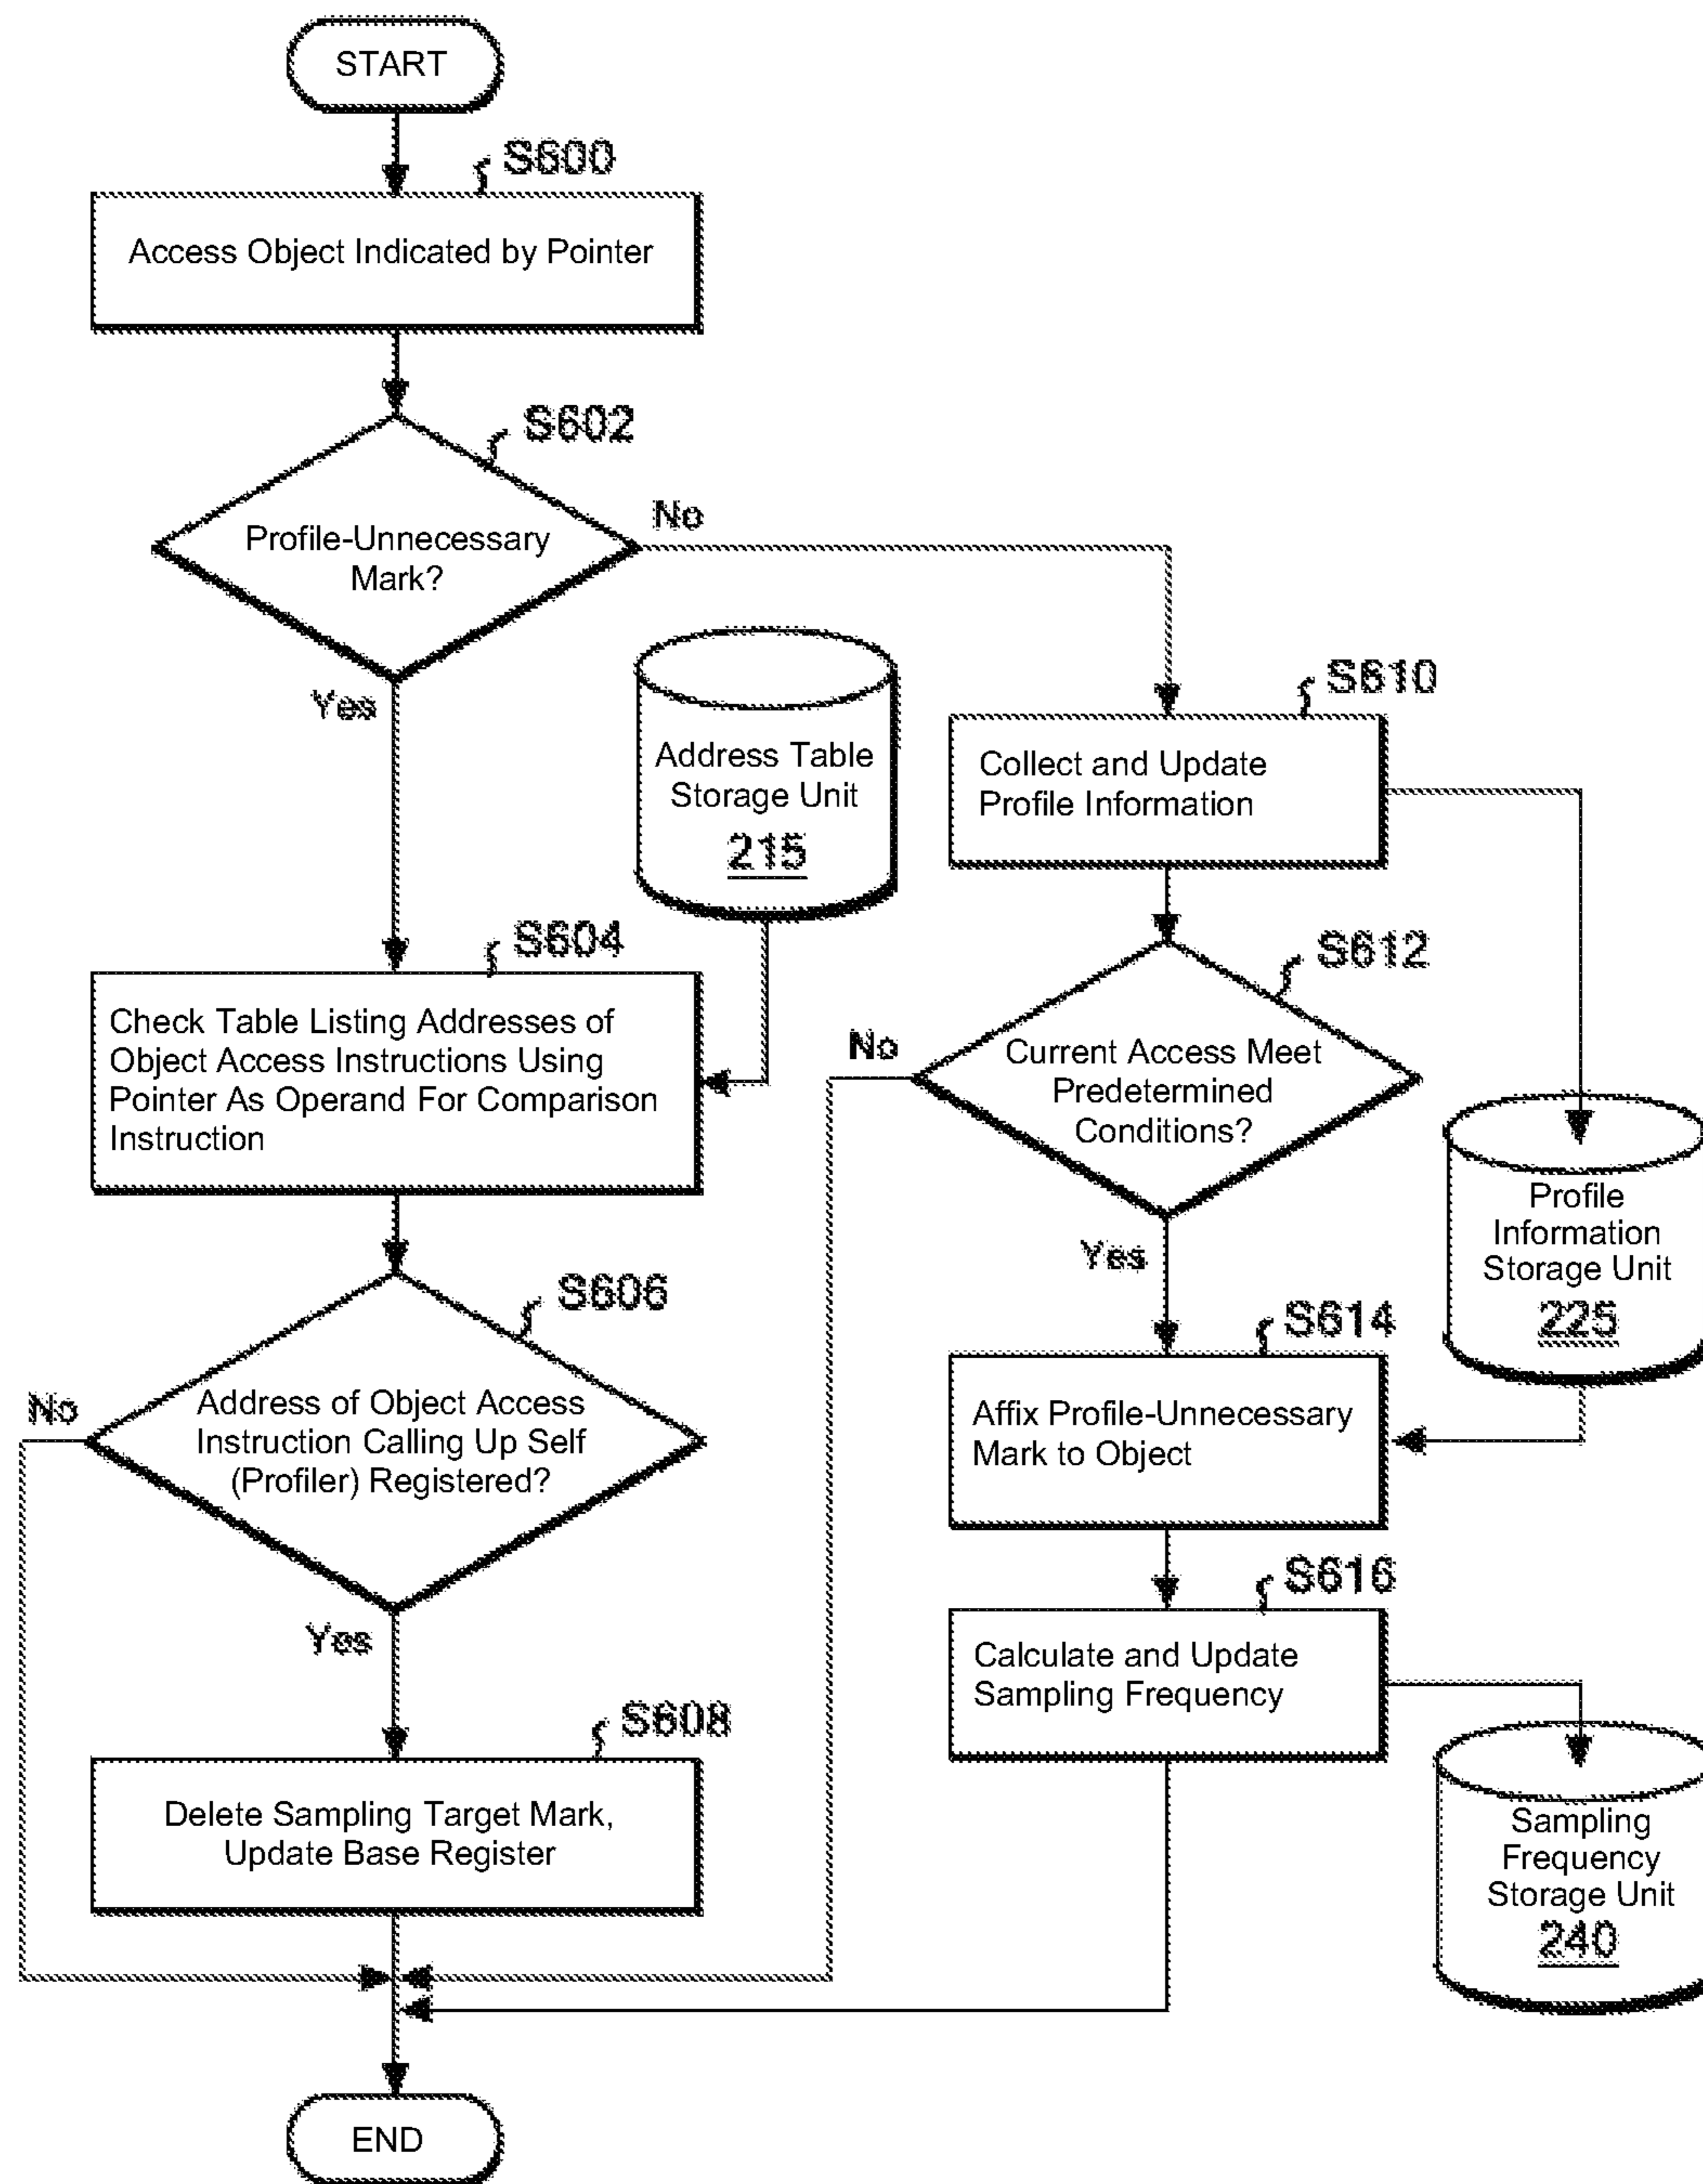 START
S600
Access Object Indicated by Pointer
S602
Profile-Unnecessary
Mark?
No
Yes
Address Table
Storage Unit
215
S610
Collect and Update
Profile Information
S604
Check Table Listing Addresses of
Object Access Instructions Using
Pointer As Operand For Comparison
Instruction
S612
No
Current Access Meet
Predetermined
Conditions?
Yes
Profile
Information
Storage Unit
225
S606
No
Address of Object Access
Instruction Calling Up Self
(Profiler) Registered?
Yes
S614
Affix Profile-Unnecessary
Mark to Object
S616
Calculate and Update
Sampling Frequency
S608
Delete Sampling Target Mark,
Update Base Register
Sampling
Frequency
Storage Unit
240
END